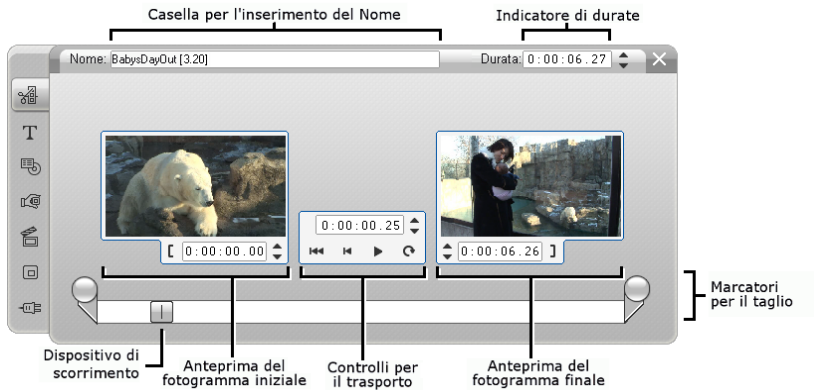 Casella per l'inserimento del Nome
Indicatore di durate
Nome: BabysDayOut [3.20]
Durata: 0:00:06.27
T
0:00:00.25
[ 0:00:00.00
0:00:06.26 ]
Marcatori
per il taglio
Dispositivo di
scorrimento
Anteprima del
fotogramma iniziale
Controlli per
il trasporto
Anteprima del
fotogramma finale